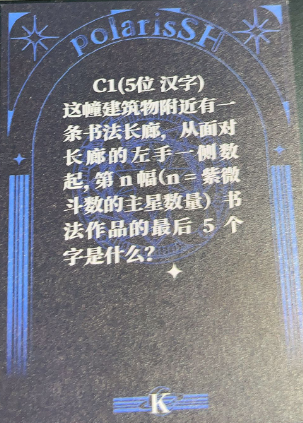 PolarisSH
C1(5位 汉字)
这幢建筑物附近有一
条书法长廊，从面对
长廊的左手一侧数
起, 第 n 幅(n = 紫微
斗数的主星数量) 书
法作品的最后 5 个
字是什么?
K